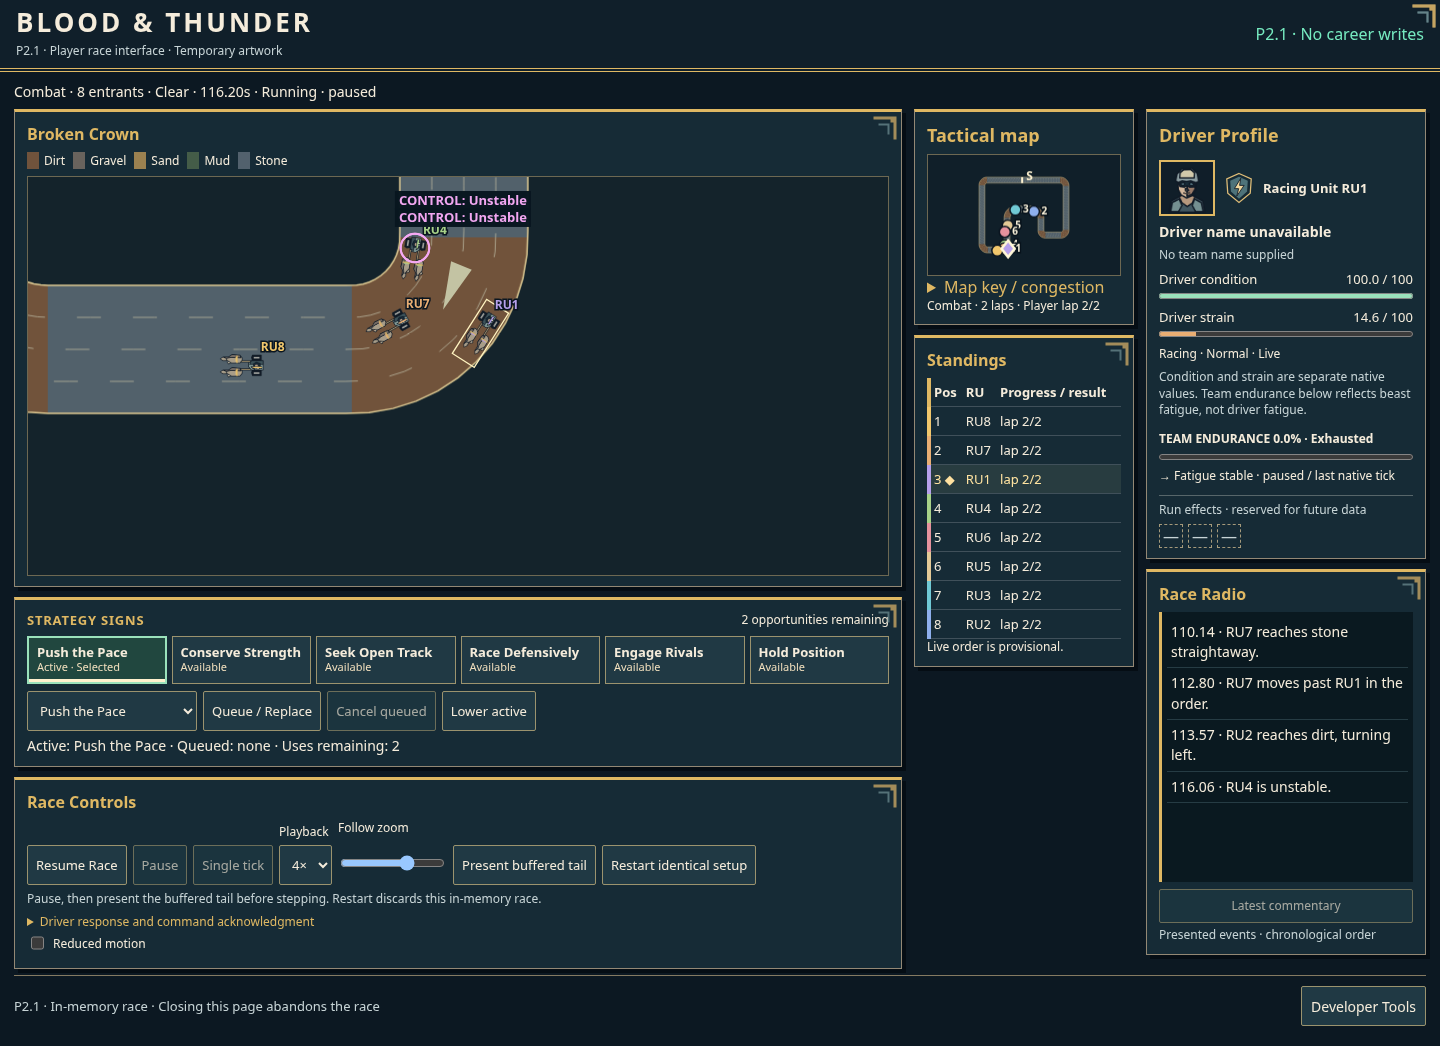 BLOOD & THUNDER
P2.1 · Player race interface · Temporary artwork
P2.1 · No career writes
Combat · 8 entrants · Clear · 116.20s · Running · paused
Broken Crown
Dirt Gravel Sand Mud Stone
CONTROL: Unstable
CONTROL: Unstable
RU4
RU7
RU1
RU8
STRATEGY SIGNS
2 opportunities remaining
Push the Pace
Active · Selected
Conserve Strength
Available
Seek Open Track
Available
Race Defensively
Available
Engage Rivals
Available
Hold Position
Available
Push the Pace
Queue / Replace
Cancel queued
Lower active
Active: Push the Pace · Queued: none · Uses remaining: 2
Race Controls
Playback
Follow zoom
Resume Race
Pause
Single tick
4×
Present buffered tail
Restart identical setup
Pause, then present the buffered tail before stepping. Restart discards this in-memory race.
Driver response and command acknowledgment
Reduced motion
Tactical map
S
3
2
5
6
1
Map key / congestion
Combat · 2 laps · Player lap 2/2
Standings
Pos RU Progress / result
1 RU8 lap 2/2
2 RU7 lap 2/2
3 ◆ RU1 lap 2/2
4 RU4 lap 2/2
5 RU6 lap 2/2
6 RU5 lap 2/2
7 RU3 lap 2/2
8 RU2 lap 2/2
Live order is provisional.
Driver Profile
Racing Unit RU1
Driver name unavailable
No team name supplied
Driver condition 100.0 / 100
Driver strain 14.6 / 100
Racing · Normal · Live
Condition and strain are separate native
values. Team endurance below reflects beast
fatigue, not driver fatigue.
TEAM ENDURANCE 0.0% · Exhausted
→ Fatigue stable · paused / last native tick
Run effects · reserved for future data
— — —
Race Radio
110.14 · RU7 reaches stone
straightaway.
112.80 · RU7 moves past RU1 in the
order.
113.57 · RU2 reaches dirt, turning
left.
116.06 · RU4 is unstable.
Latest commentary
Presented events · chronological order
P2.1 · In-memory race · Closing this page abandons the race
Developer Tools